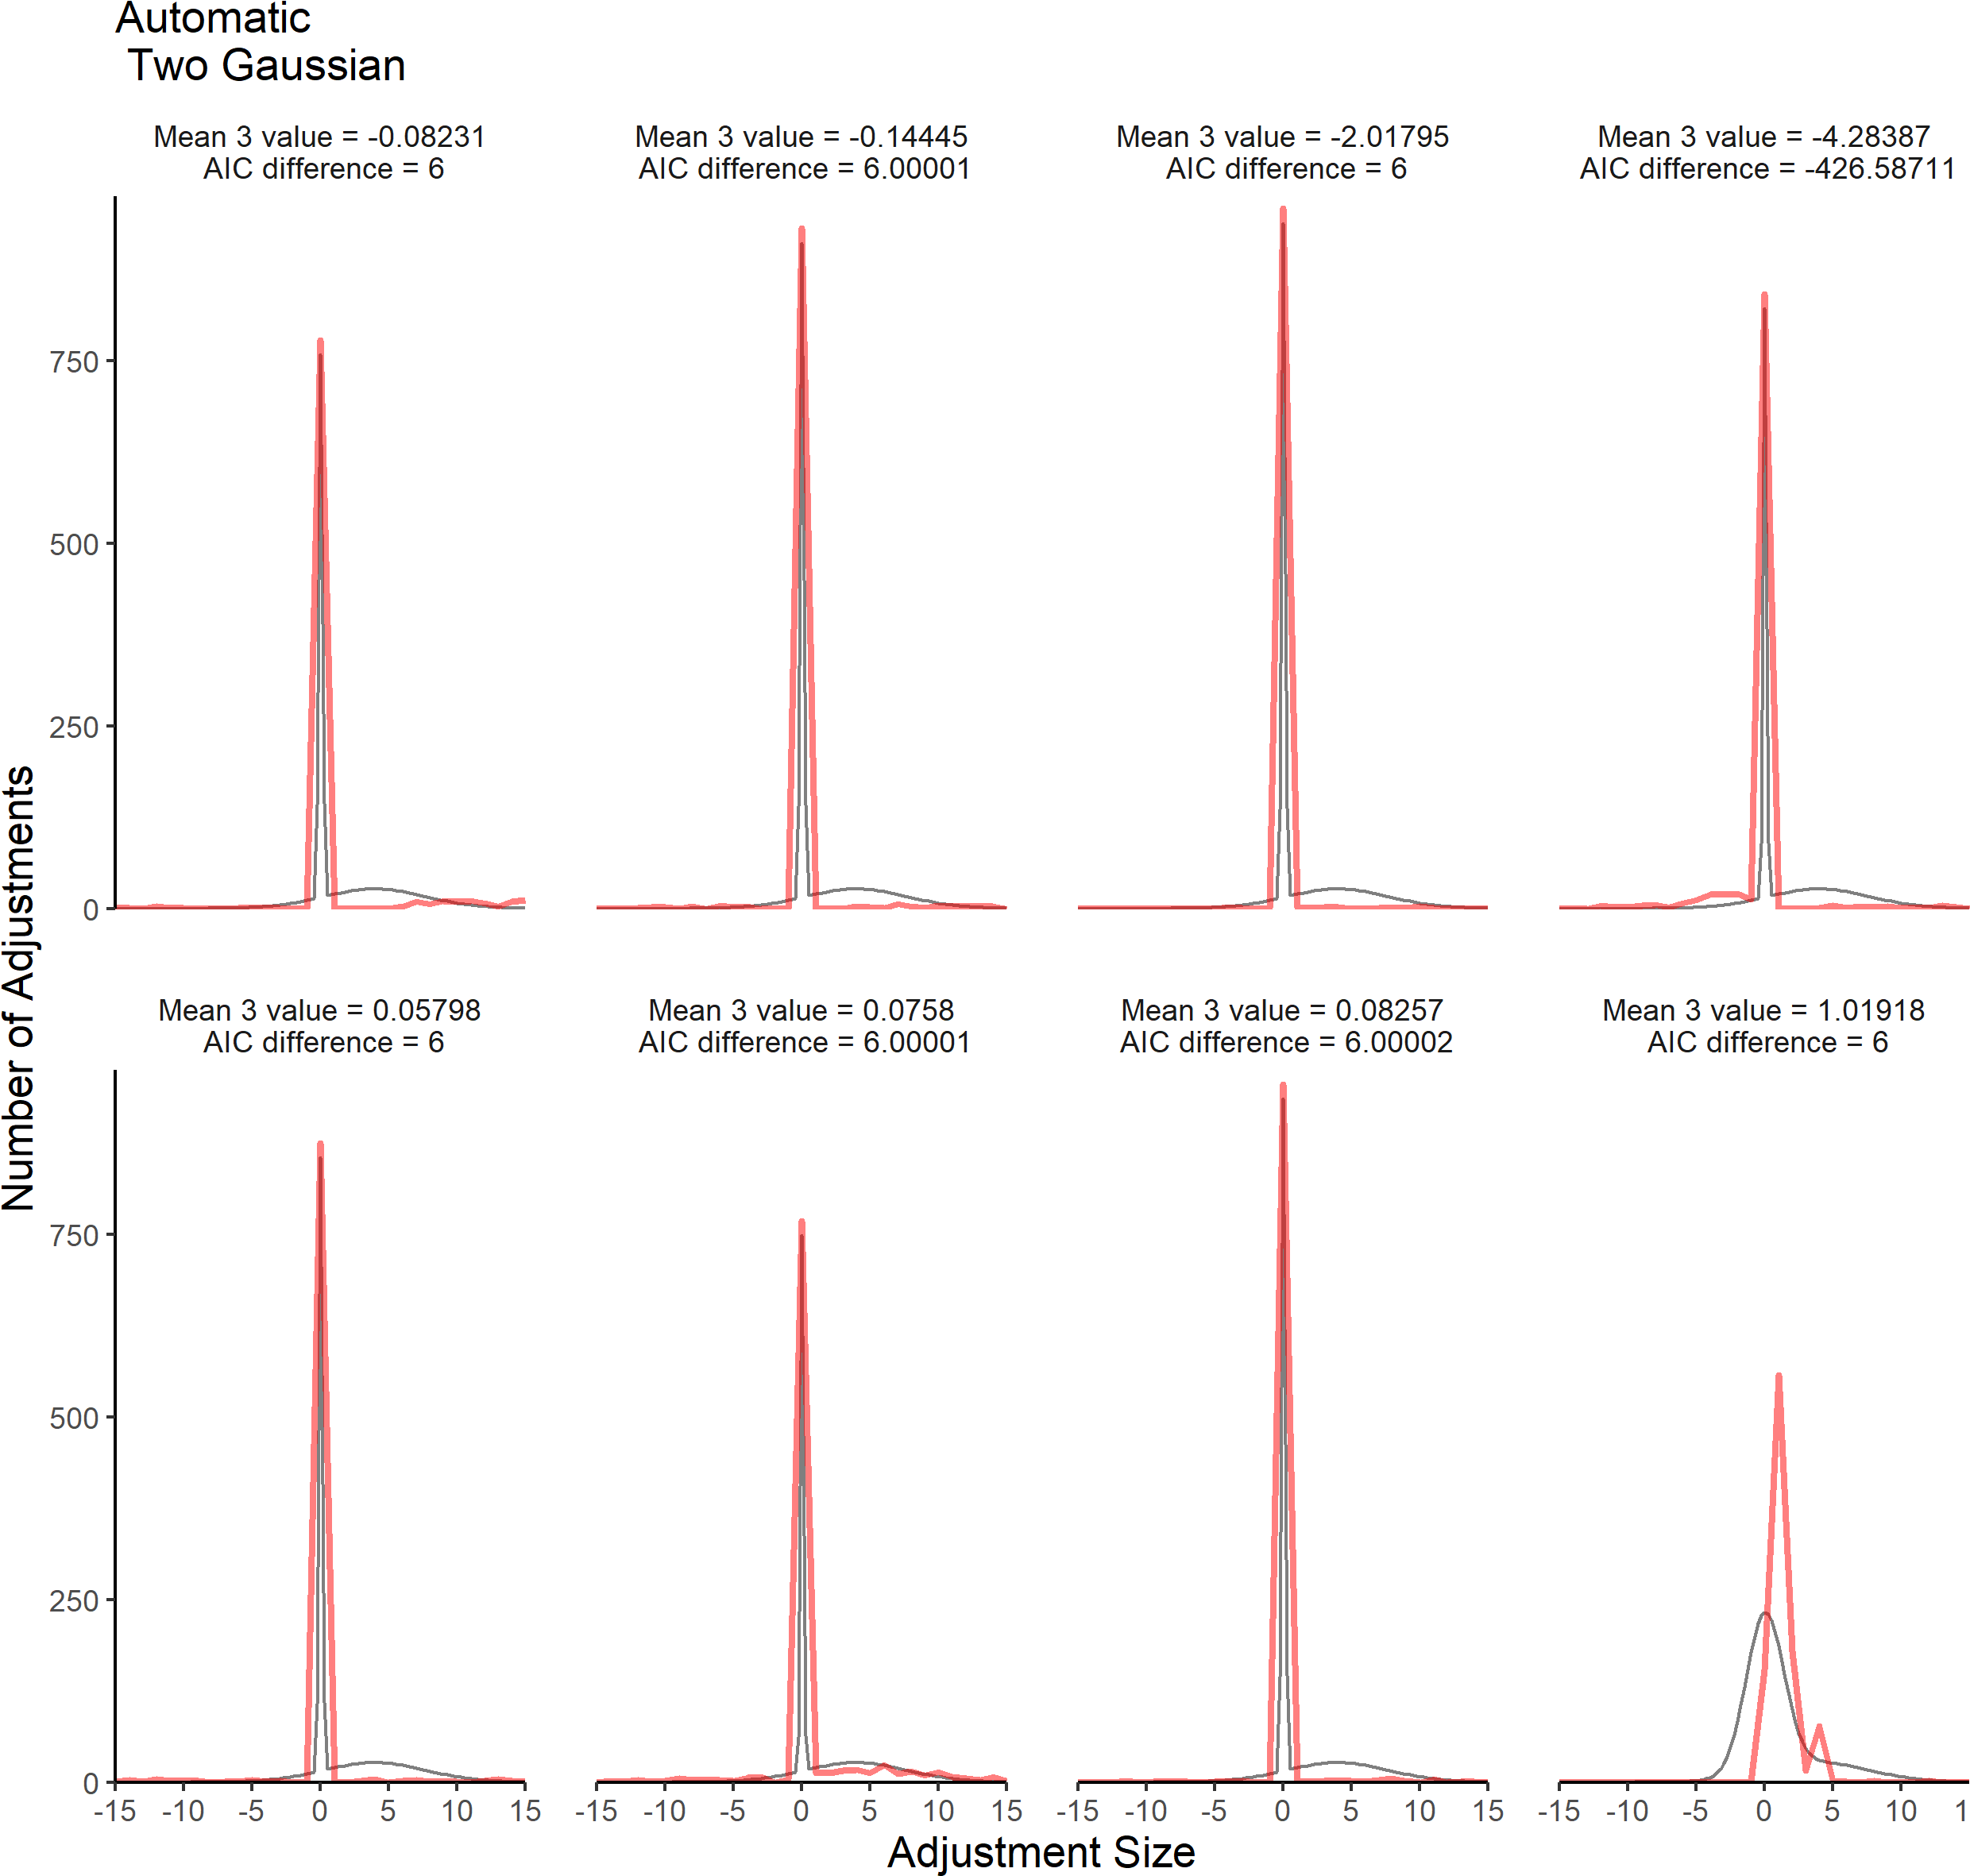 Automatic
Two Gaussian
Mean 3 value = -0.08231
AIC difference = 6
Mean 3 value = -0.14445
AIC difference = 6.00001
Mean 3 value = -2.01795
AIC difference = 6
Mean 3 value = -4.28387
AIC difference = -426.58711
750
500
250
0
Number of Adjustments
Mean 3 value = 0.05798
AIC difference = 6
Mean 3 value = 0.0758
AIC difference = 6.00001
Mean 3 value = 0.08257
AIC difference = 6.00002
Mean 3 value = 1.01918
AIC difference = 6
750
500
250
0
-15 -10 -5 0 5 10 15
-15 -10 -5 0 5 10 15
-15 -10 -5 0 5 10 15
-15 -10 -5 0 5 10 1
Adjustment Size